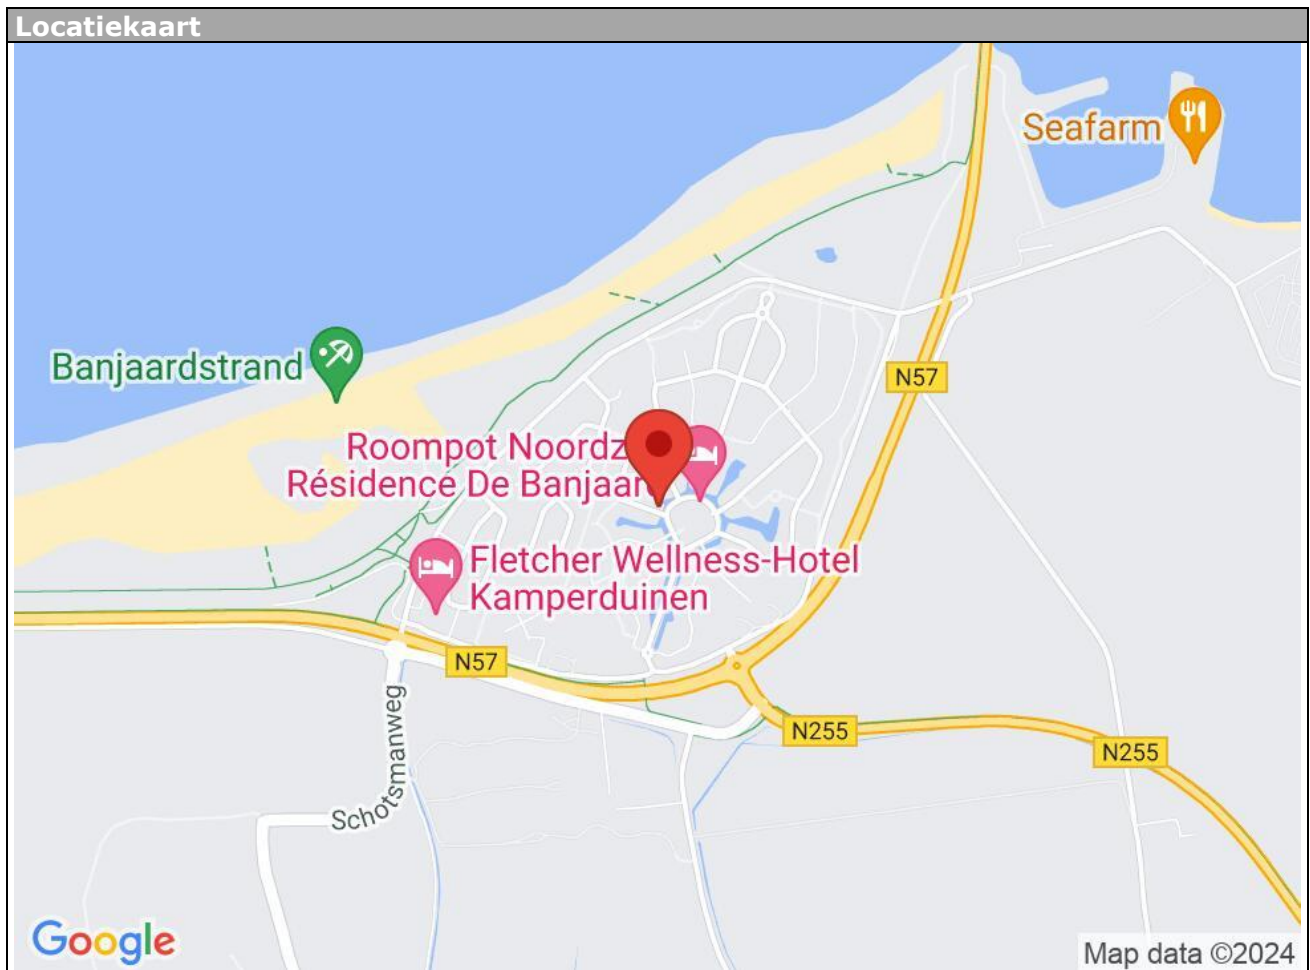 Locatiekaart
Seafarm
Banjaardstrand
N57
Roompot Noordz
Résidence De Banjaar
Fletcher Wellness-Hotel
Kamperduinen
N57
Schotsmanweg
N255
N255
Google
Map data ©2024